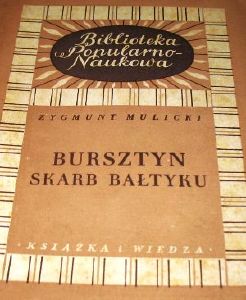 Biblioteka
Popularno-
Naukowa
ZYGMUNT MULICKI
BURSZTYN
SKARB BAŁTYKU
· KSIĄŻKA i WIEDZA ·